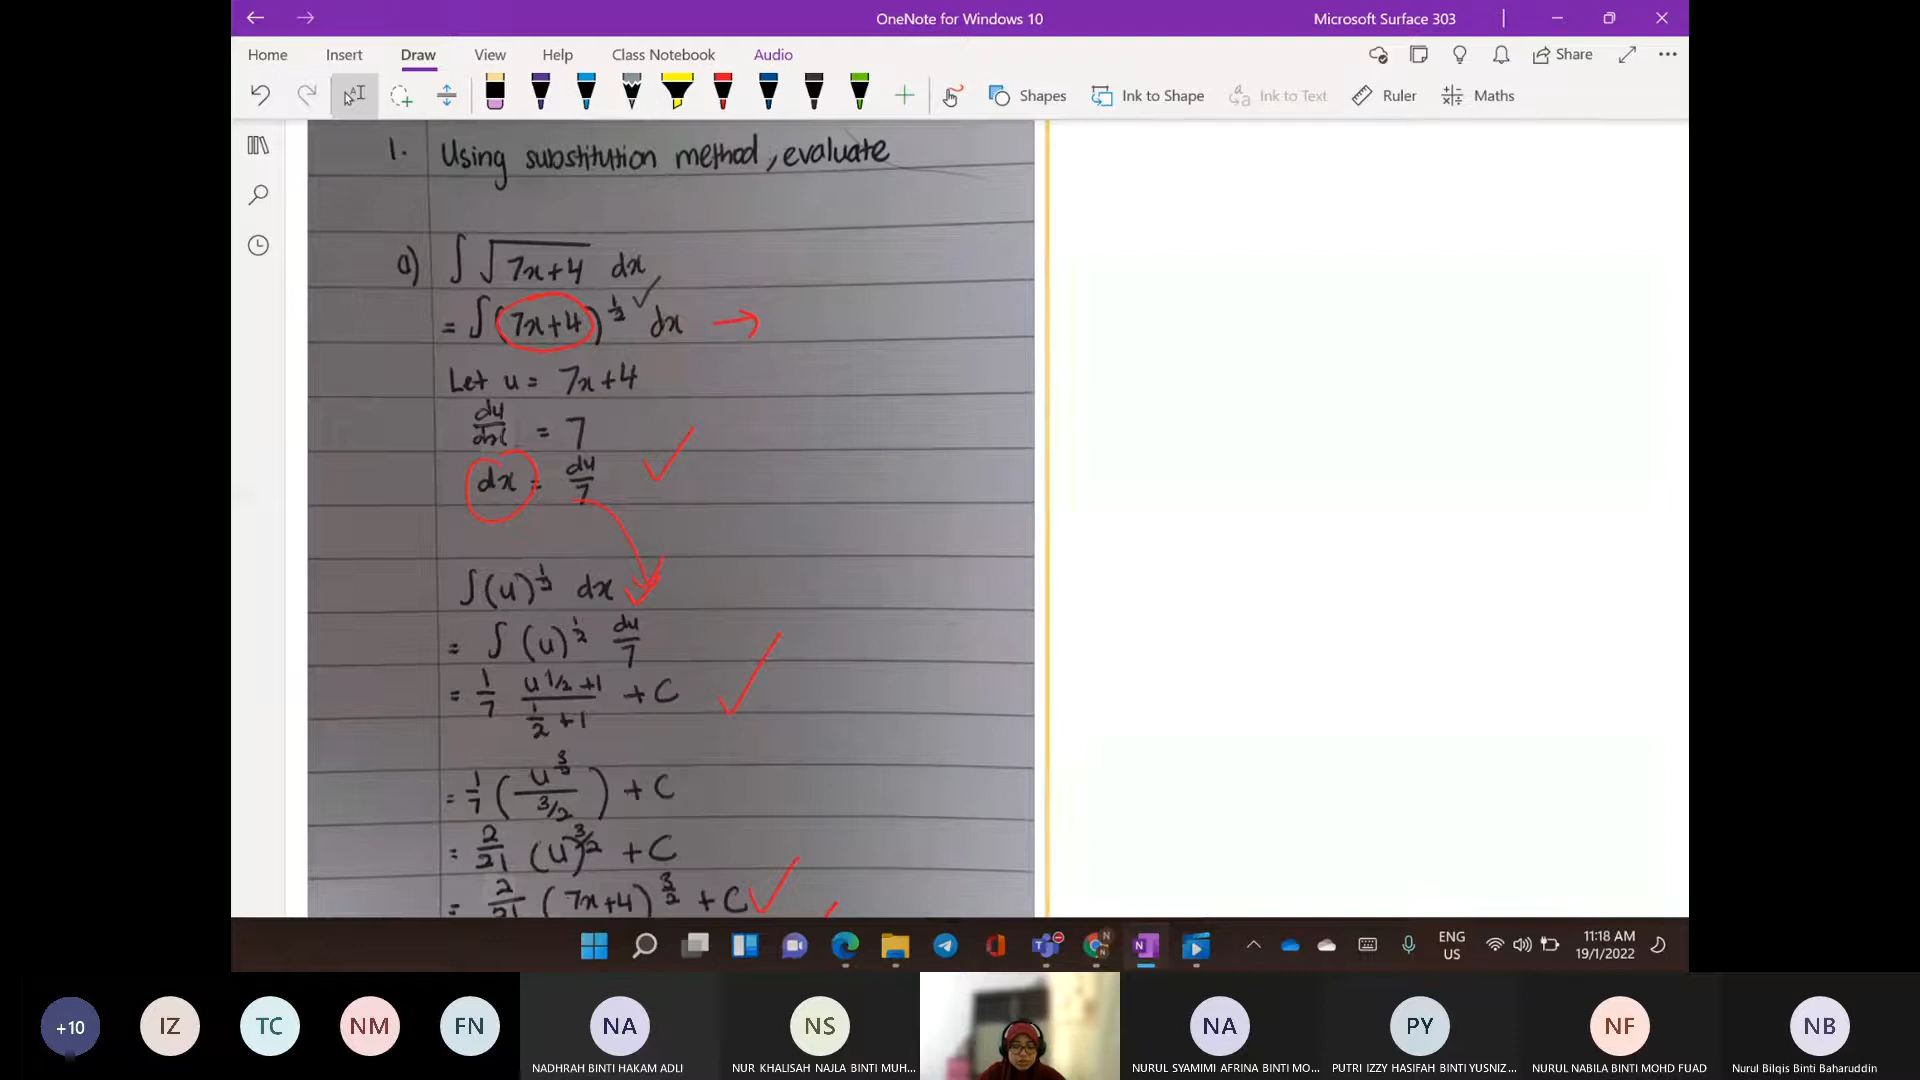 OneNote for Windows 10
Microsoft Surface 303
Home Insert Draw View Help Class Notebook Audio
Share
Shapes Ink to Shape Ink to Text Ruler Maths
1. Using substitution method, evaluate
a) ∫ √7x+4 dx
= ∫ (7x+4)^1/2 dx →
Let u = 7x+4
du/dx = 7
dx = du/7
∫(u)^1/2 dx
= ∫ (u)^1/2 du/7
= 1/7 u^1/2 +1 / 1/2 +1 + C
= 1/7 (u^3/2 / 3/2) + C
= 2/21 (u)^3/2 + C
= 2/21 (7x+4)^3/2 + C
ENG
US
11:18 AM
19/1/2022
+10 IZ TC NM FN NA NS NA PY NF NB
NADHRAH BINTI HAKAM ADLI
NUR KHALISAH NAJLA BINTI MUH...
NURUL SYAMIMI AFRINA BINTI MO...
PUTRI IZZY HASIFAH BINTI YUSNIZ...
NURUL NABILA BINTI MOHD FUAD
Nurul Bilqis Binti Baharuddin